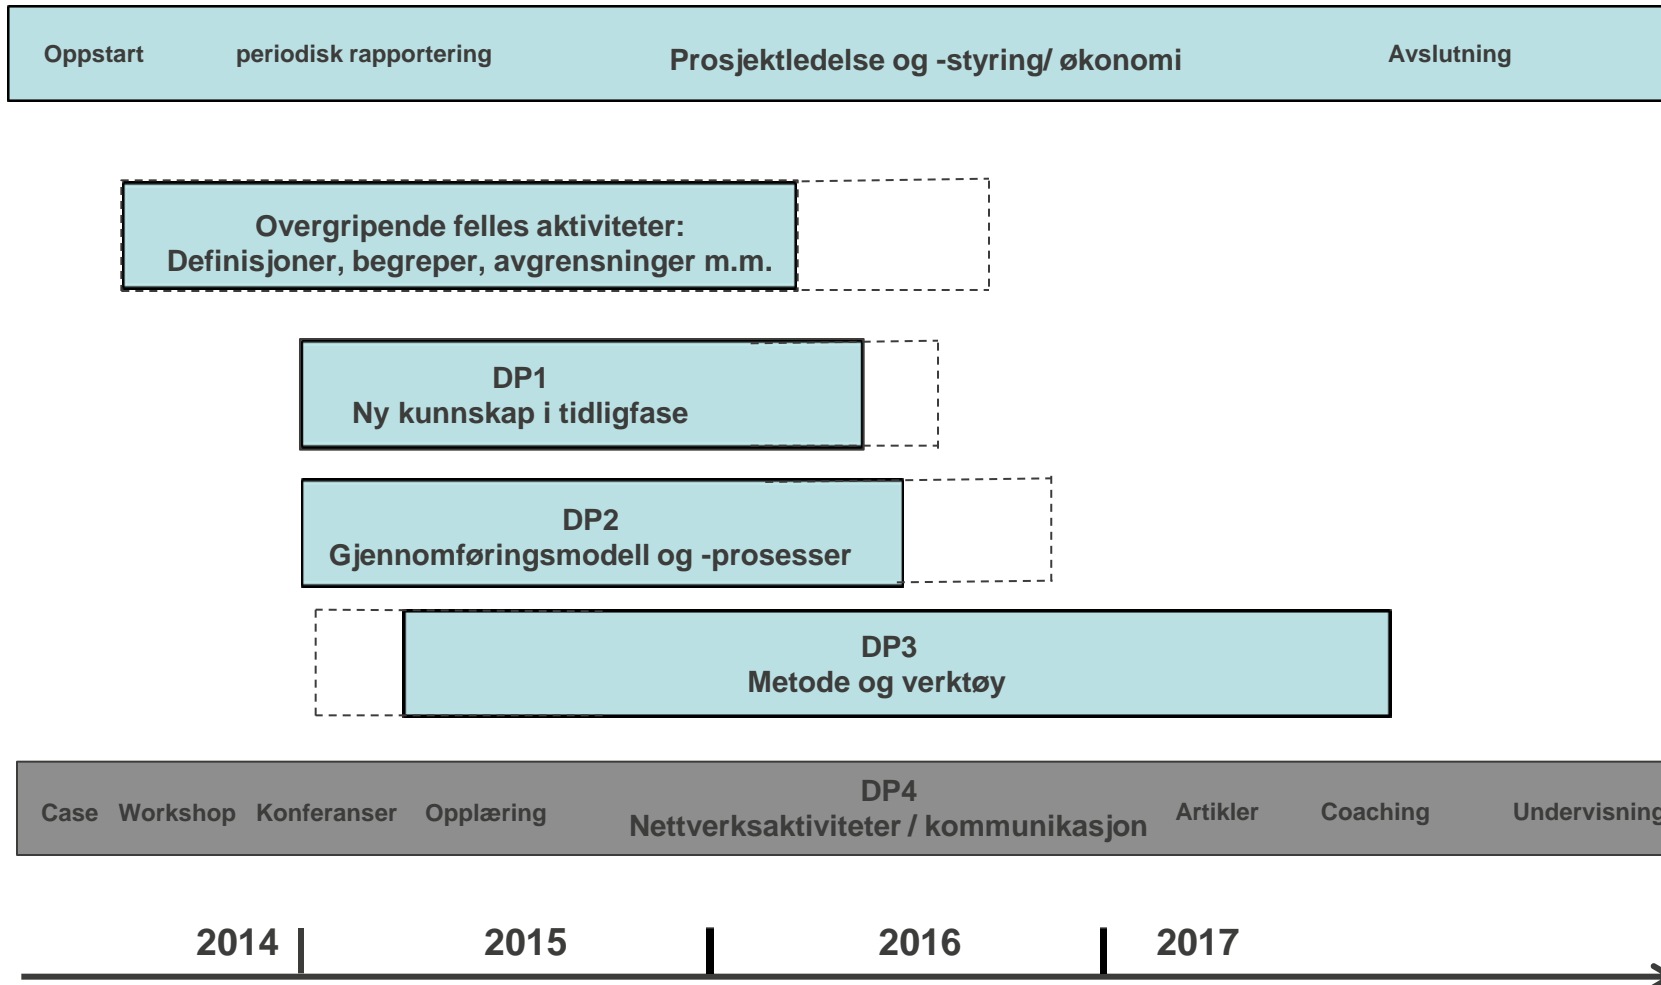 Oppstart periodisk rapportering Prosjektledelse og -styring/ økonomi Avslutning
Overgripende felles aktiviteter:
Definisjoner, begreper, avgrensninger m.m.
DP1
Ny kunnskap i tidligfase
DP2
Gjennomføringsmodell og -prosesser
DP3
Metode og verktøy
DP4
Case Workshop Konferanser Opplæring Nettverksaktiviteter / kommunikasjon Artikler Coaching Undervisning
2014 2015 2016 2017